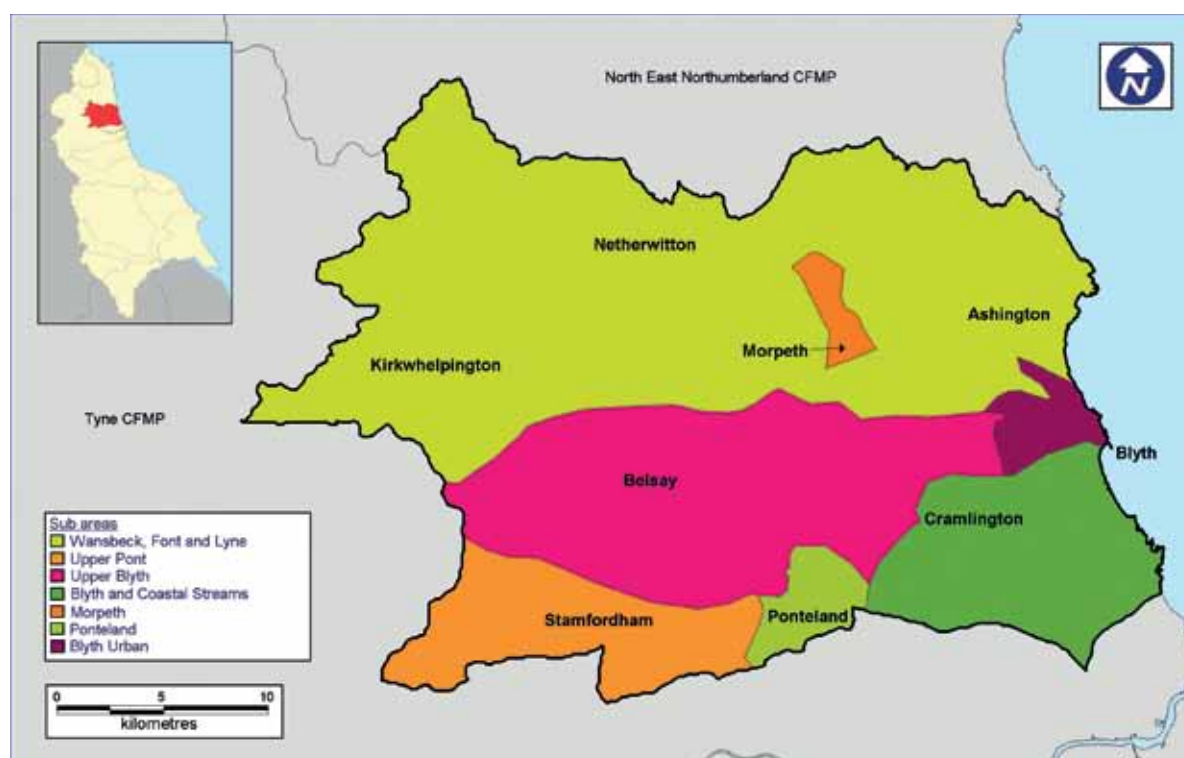 North East Northumberland CFMP
N
Netherwitton
Ashington
Morpeth
Kirkwhelpington
Tyne CFMP
Blyth
Belsay
Cramlington
Stamfordham
Ponteland
Sub areas
Wansbeck, Font and Lyne
Upper Pont
Upper Blyth
Blyth and Coastal Streams
Morpeth
Ponteland
Blyth Urban
0 5 10
kilometres